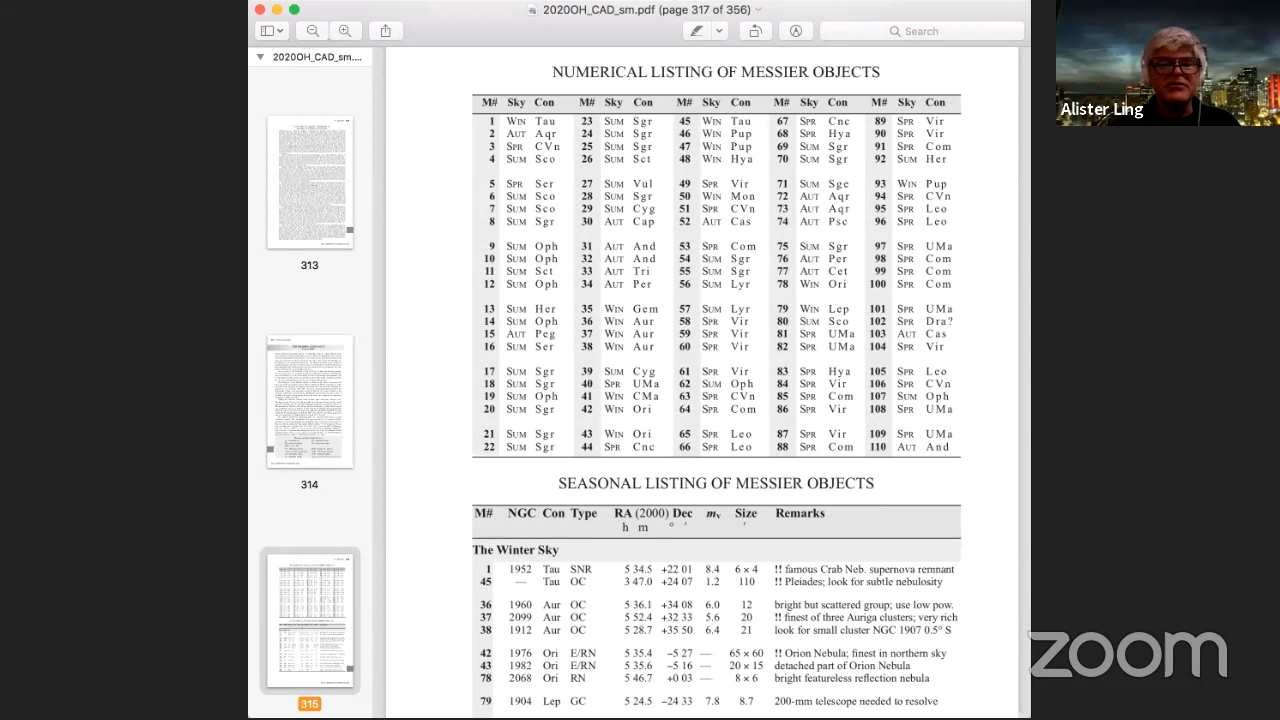 2020OH_CAD_sm.pdf (page 317 of 356)
Search
2020OH_CAD_sm....
313
314
315
Alister Ling
NUMERICAL LISTING OF MESSIER OBJECTS
M# Sky Con M# Sky Con M# Sky Con M# Sky Con M# Sky Con
1 WIN Tau 23 SUM Sgr 45 WIN Tau 67 SPR Cnc 89 SPR Vir
2 AUT Aqr 24 SUM Sgr 46 WIN Pup 68 SPR Hya 90 SPR Vir
3 SPR CVn 25 SUM Sgr 47 WIN Pup 69 SUM Sgr 91 SPR Com
4 SUM Sco 26 SUM Sct 48 WIN Hya 70 SUM Sgr 92 SUM Her
5 SPR Ser 27 SUM Vul 49 SPR Vir 71 SUM Sge 93 WIN Pup
6 SUM Sco 28 SUM Sgr 50 WIN Mon 72 AUT Aqr 94 SPR CVn
7 SUM Sco 29 SUM Cyg 51 SPR CVn 73 AUT Aqr 95 SPR Leo
8 SUM Sgr 30 AUT Cap 52 AUT Cas 74 AUT Psc 96 SPR Leo
9 SUM Oph 31 AUT And 53 SPR Com 75 SUM Sgr 97 SPR UMa
10 SUM Oph 32 AUT And 54 SUM Sgr 76 AUT Per 98 SPR Com
11 SUM Sct 33 AUT Tri 55 SUM Sgr 77 AUT Cet 99 SPR Com
12 SUM Oph 34 AUT Per 56 SUM Lyr 78 WIN Ori 100 SPR Com
13 SUM Her 35 WIN Gem 57 SUM Lyr 79 WIN Lep 101 SPR UMa
14 SUM Oph 36 WIN Aur 58 SPR Vir 80 SUM Sco 102 SPR Dra?
15 AUT Peg 37 WIN Aur 59 SPR Vir 81 SPR UMa 103 AUT Cas
16 SUM Ser 38 WIN Aur 60 SPR Vir 82 SPR UMa 104 SPR Vir
17 SUM Sgr 39 SUM Cyg 61 SPR Vir 83 SPR Hya 105 SPR Leo
18 SUM Sgr 40 SPR UMa 62 SUM Oph 84 SPR Vir 106 SPR CVn
19 SUM Oph 41 WIN CMa 63 SPR CVn 85 SPR Com 107 SUM Oph
20 SUM Sgr 42 WIN Ori 64 SPR Com 86 SPR Vir 108 SPR UMa
21 SUM Sgr 43 WIN Ori 65 SPR Leo 87 SPR Vir 109 SPR UMa
22 SUM Sgr 44 SPR Cnc 66 SPR Leo 88 SPR Com 110 AUT And
SEASONAL LISTING OF MESSIER OBJECTS
M# NGC Con Type RA (2000) Dec mv Size Remarks
h m ° ′ ′
The Winter Sky
1 1952 Tau SNR 5 34.5 +22 01 8.4 6 × 4 !! famous Crab Neb. supernova remnant
45 — Tau OC 3 47.0 +24 07 1.2 110 !! Pleiades; look for subtle nebulosity
36 1960 Aur OC 5 36.1 +34 08 6.0 12 bright but scattered group; use low pow.
37 2099 Aur OC 5 52.4 +32 33 5.6 20 !! finest of three Auriga clusters; very rich
38 1912 Aur OC 5 28.7 +35 50 6.4 21 look for small cluster NGC 1907 0.5° S
42 1976 Ori E/RN 5 35.4 −5 27 — 65 × 60 !! Orion Nebula; finest in northern sky
43 1982 Ori E/RN 5 35.6 −5 16 — 20 × 15 detached part of Orion Nebula
78 2068 Ori RN 5 46.7 +0 03 — 8 × 6 bright featureless reflection nebula
79 1904 Lep GC 5 24.5 −24 33 7.8 8.7 200-mm telescope needed to resolve
zoom